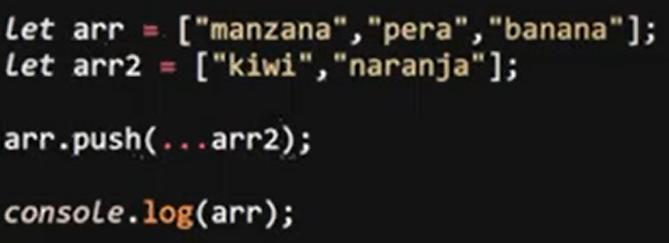 let arr = ["manzana","pera","banana"];
let arr2 = ["kiwi","naranja"];
arr.push(...arr2);
console.log(arr);